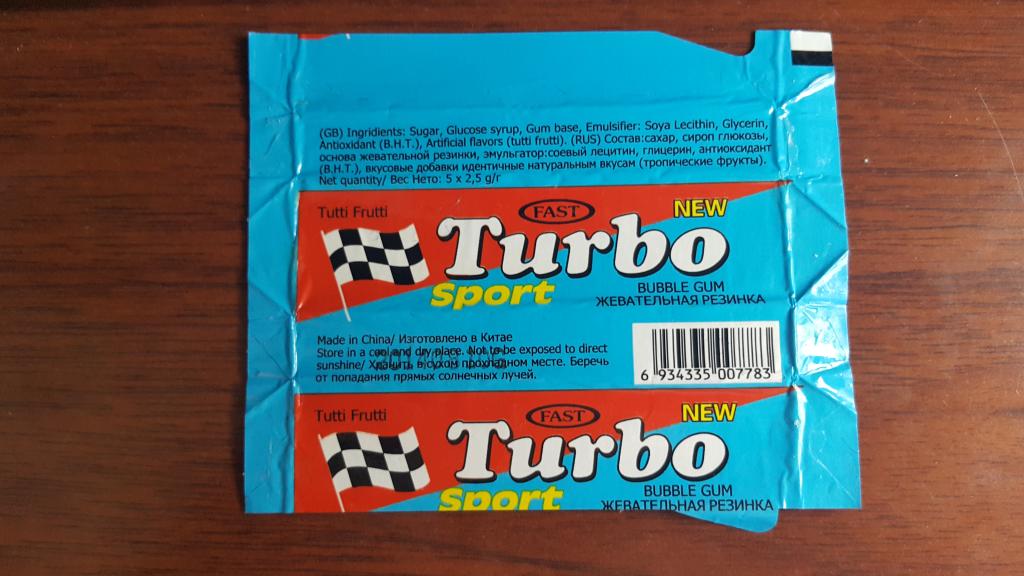 (GB) Ingridients: Sugar, Glucose syrup, Gum base, Emulsifier: Soya Lecithin, Glycerin,
Antioxidant (B.H.T.), Artificial flavors (tutti frutti). (RUS) Состав:сахар, сироп глюкозы,
основа жевательной резинки, эмульгатор:соевый лецитин, глицерин, антиоксидант
(B.H.T.), вкусовые добавки идентичные натуральным вкусам (тропические фрукты).
Net quantity/ Вес Нето: 5 x 2,5 g/г
Tutti Frutti
FAST
NEW
Turbo
Sport
BUBBLE GUM
ЖЕВАТЕЛЬНАЯ РЕЗИНКА
Made in China/ Изготовлено в Китае
Store in a cool and dry place. Not to be exposed to direct
sunshine/ Хранить в сухом прохладном месте. Беречь
от попадания прямых солнечных лучей.
6 934335 007783
Tutti Frutti
FAST
NEW
Turbo
Sport
BUBBLE GUM
ЖЕВАТЕЛЬНАЯ РЕЗИНКА